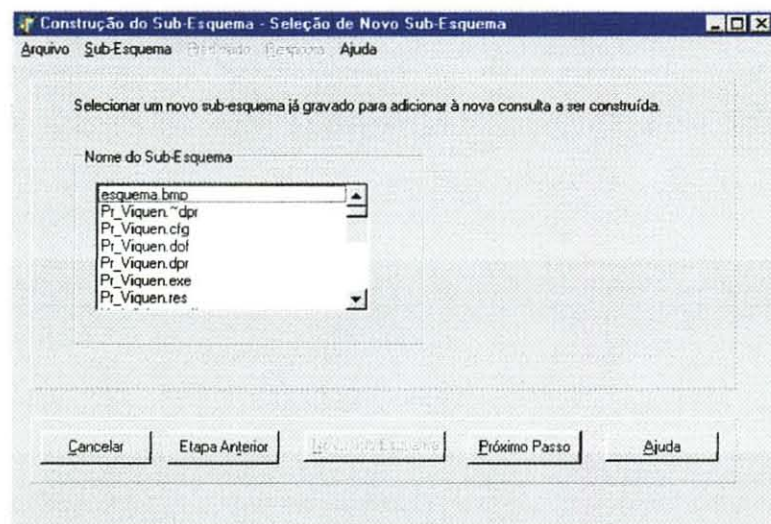 Construção do Sub-Esquema - Seleção de Novo Sub-Esquema
Arquivo Sub-Esquema Predicado Resposta Ajuda
Selecionar um novo sub-esquema já gravado para adicionar à nova consulta a ser construída.
Nome do Sub-Esquema
esquema.bmp
Pr_Viquen.~dpr
Pr_Viquen.cfg
Pr_Viquen.dof
Pr_Viquen.dpr
Pr_Viquen.exe
Pr_Viquen.res
Cancelar Etapa Anterior Próximo Passo Ajuda